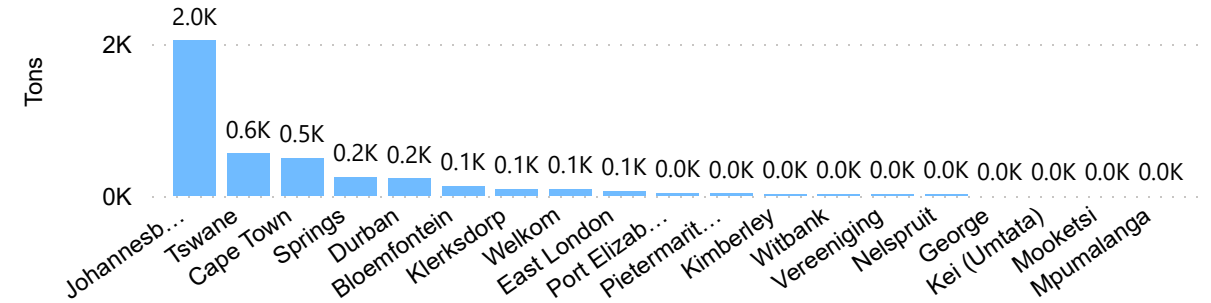 2.0K
2K
Tons
0.6K
0.5K
0.2K
0.2K
0.1K
0.1K
0.1K
0.1K
0.0K
0.0K
0.0K
0.0K
0.0K
0.0K
0.0K
0.0K
0.0K
0.0K
0K
Johannesb...
Tswane
Cape Town
Springs
Durban
Bloemfontein
Klerksdorp
Welkom
East London
Port Elizab...
Pietermarit...
Kimberley
Witbank
Vereeniging
Nelspruit
George
Kei (Umtata)
Mooketsi
Mpumalanga